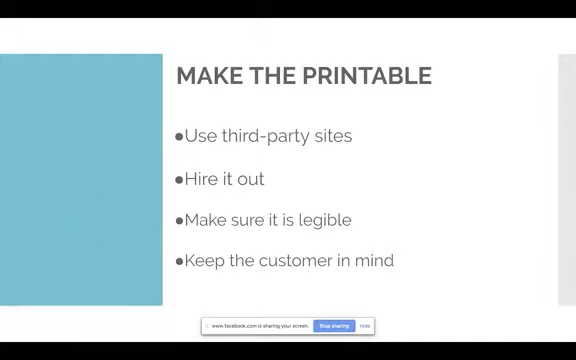 MAKE THE PRINTABLE
●Use third-party sites
●Hire it out
●Make sure it is legible
●Keep the customer in mind
www.facebook.com is sharing your screen. Stop sharing Hide